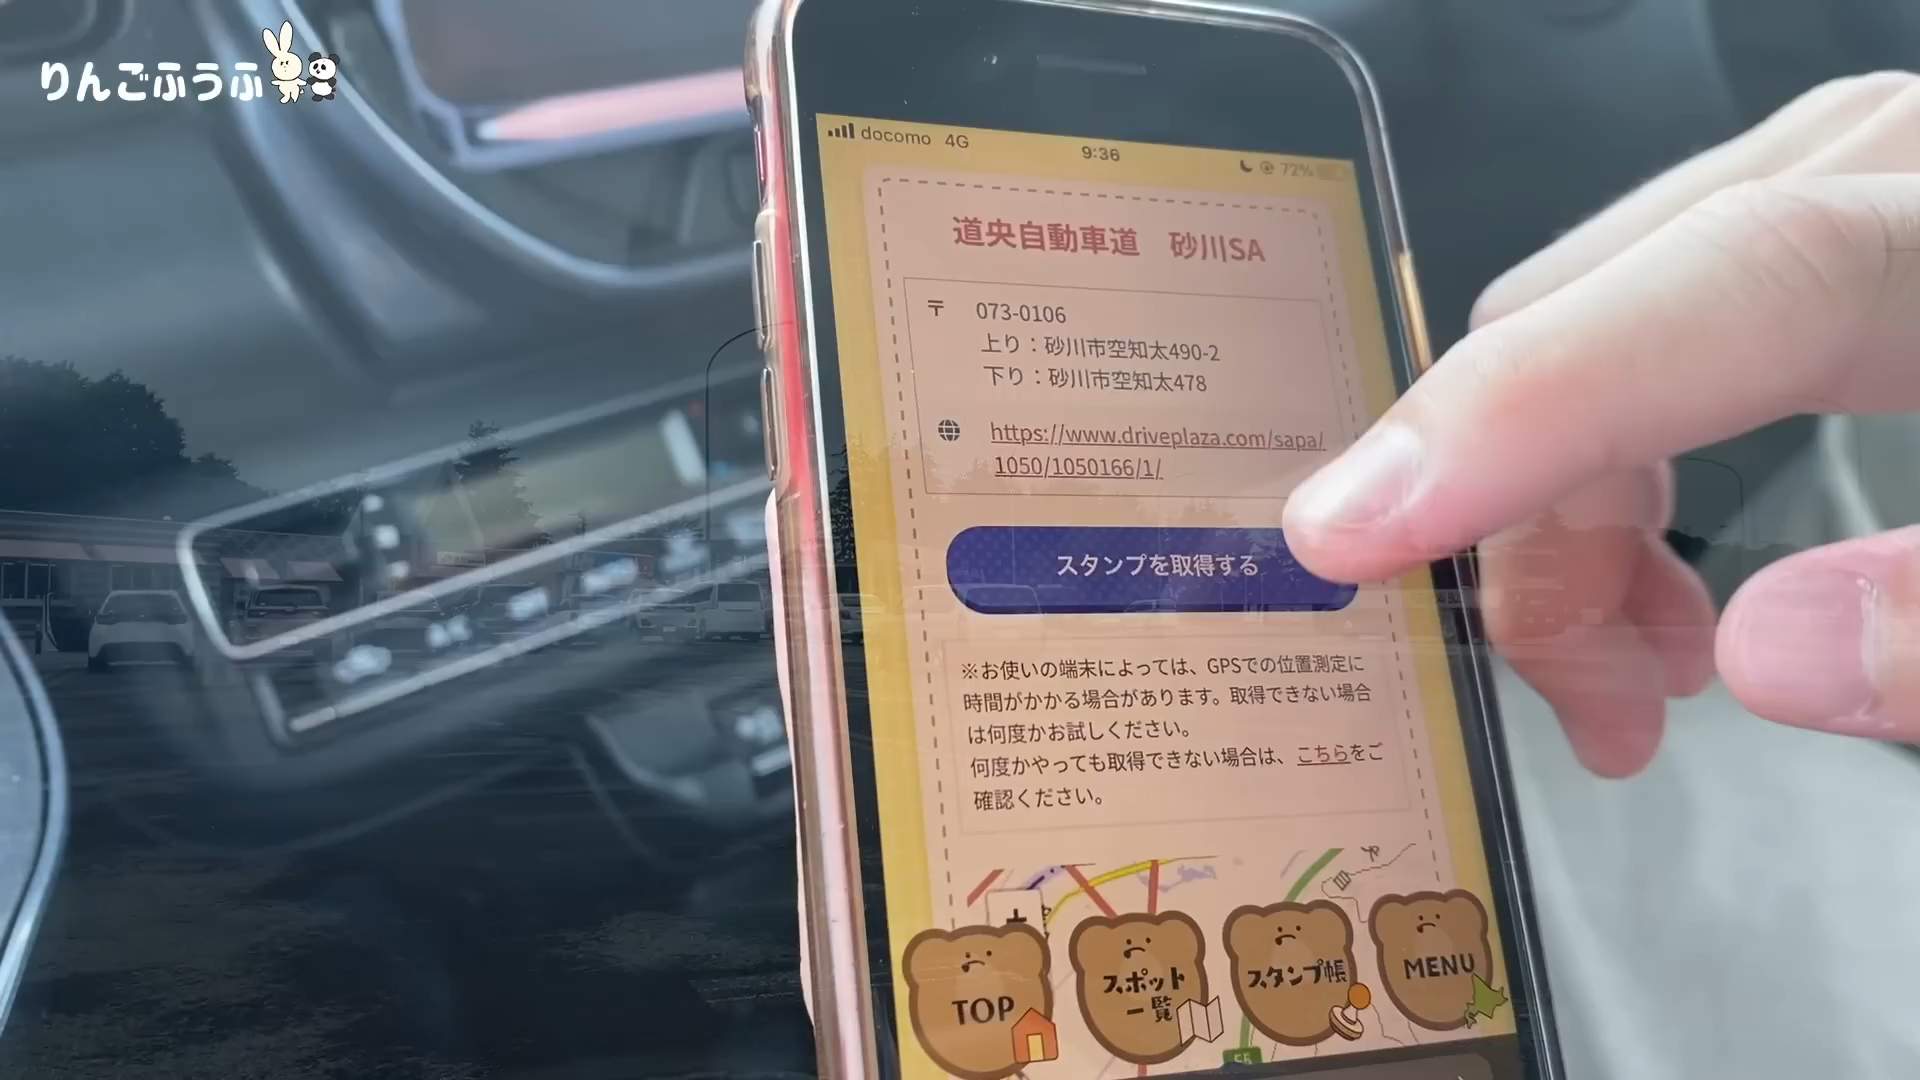 りんごふうふ
docomo 4G
9:36
72%
道央自動車道 砂川SA
〒 073-0106
上り：砂川市空知太490-2
下り：砂川市空知太478
https://www.driveplaza.com/sapa/
1050/1050166/1/
スタンプを取得する
※お使いの端末によっては、GPSでの位置測定に
時間がかかる場合があります。取得できない場合
は何度かお試しください。
何度かやっても取得できない場合は、こちらをご
確認ください。
+
TOP
スポット
一覧
スタンプ帳
MENU